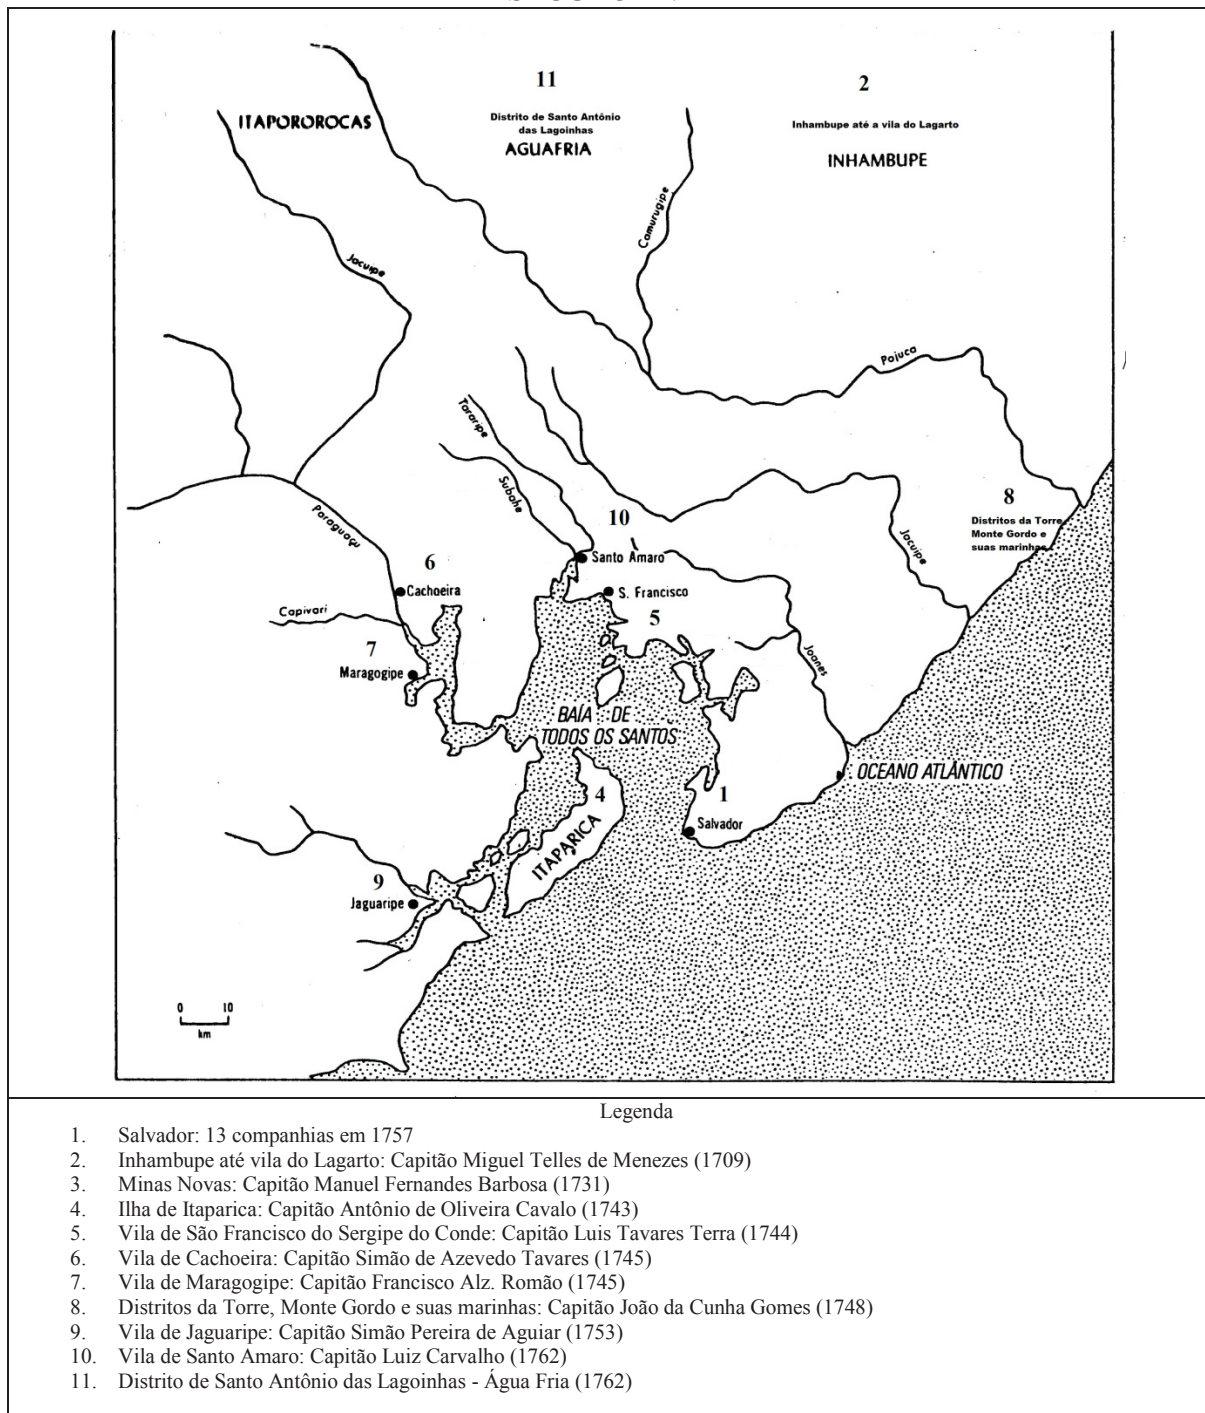 11
2
Distrito de Santo Antônio
das Lagoinhas
AGUAFRIA
Inhambupe até a vila do Lagarto
INHAMBUPE
ITAPOROROCAS
Camurugipe
Jacuipe
Pojuca
Tararipe
Subahe
Paraguaçu
10
8
Distritos da Torre,
Monte Gordo e
suas marinhas
Jacuipe
Santo Amaro
6
Cachoeira
S. Francisco
5
Capivari
7
Maragogipe
Joanes
BAÍA DE
TODOS OS SANTOS
OCEANO ATLÂNTICO
4
ITAPARICA
1
Salvador
9
Jaguaripe
0 10
km
Legenda
1. Salvador: 13 companhias em 1757
2. Inhambupe até vila do Lagarto: Capitão Miguel Telles de Menezes (1709)
3. Minas Novas: Capitão Manuel Fernandes Barbosa (1731)
4. Ilha de Itaparica: Capitão Antônio de Oliveira Cavalo (1743)
5. Vila de São Francisco do Sergipe do Conde: Capitão Luis Tavares Terra (1744)
6. Vila de Cachoeira: Capitão Simão de Azevedo Tavares (1745)
7. Vila de Maragogipe: Capitão Francisco Alz. Romão (1745)
8. Distritos da Torre, Monte Gordo e suas marinhas: Capitão João da Cunha Gomes (1748)
9. Vila de Jaguaripe: Capitão Simão Pereira de Aguiar (1753)
10. Vila de Santo Amaro: Capitão Luiz Carvalho (1762)
11. Distrito de Santo Antônio das Lagoinhas - Água Fria (1762)